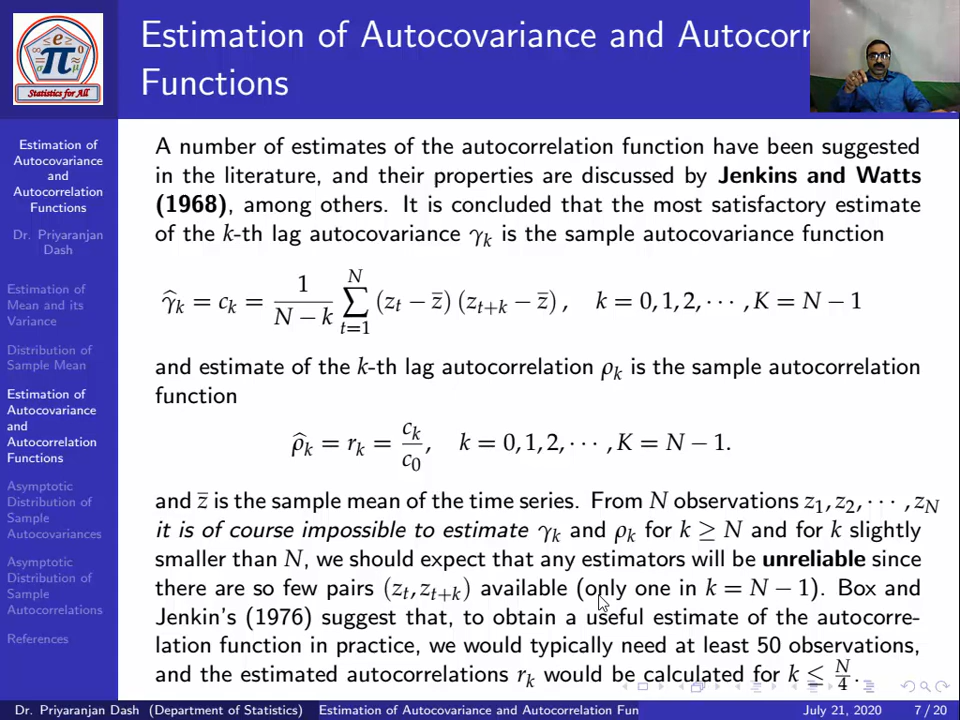 Estimation of Autocovariance and Autocorr
Functions
Statistics for All
Estimation of
Autocovariance
and
Autocorrelation
Functions
Dr. Priyaranjan
Dash
Estimation of
Mean and its
Variance
Distribution of
Sample Mean
Estimation of
Autocovariance
and
Autocorrelation
Functions
Asymptotic
Distribution of
Sample
Autocovariances
Asymptotic
Distribution of
Sample
Autocorrelations
References
A number of estimates of the autocorrelation function have been suggested
in the literature, and their properties are discussed by Jenkins and Watts
(1968), among others. It is concluded that the most satisfactory estimate
of the k-th lag autocovariance γ_k is the sample autocovariance function
γ̂_k = c_k = 1/(N − k) ∑_{t=1}^{N} (z_t − z̄) (z_{t+k} − z̄) , k = 0, 1, 2, ⋯ , K = N − 1
and estimate of the k-th lag autocorrelation ρ_k is the sample autocorrelation
function
ρ̂_k = r_k = c_k/c_0, k = 0, 1, 2, ⋯ , K = N − 1.
and z̄ is the sample mean of the time series. From N observations z_1, z_2, ⋯ , z_N
it is of course impossible to estimate γ_k and ρ_k for k ≥ N and for k slightly
smaller than N, we should expect that any estimators will be unreliable since
there are so few pairs (z_t, z_{t+k}) available (only one in k = N − 1). Box and
Jenkin's (1976) suggest that, to obtain a useful estimate of the autocorre-
lation function in practice, we would typically need at least 50 observations,
and the estimated autocorrelations r_k would be calculated for k ≤ N/4.
Dr. Priyaranjan Dash (Department of Statistics) Estimation of Autocovariance and Autocorrelation Fun July 21, 2020 7 / 20